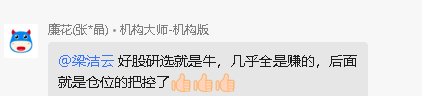 廉花(张*晶) • 机构大师-机构版
@梁洁云 好股研选就是牛，几乎全是赚的，后面
就是仓位的把控了👍👍👍